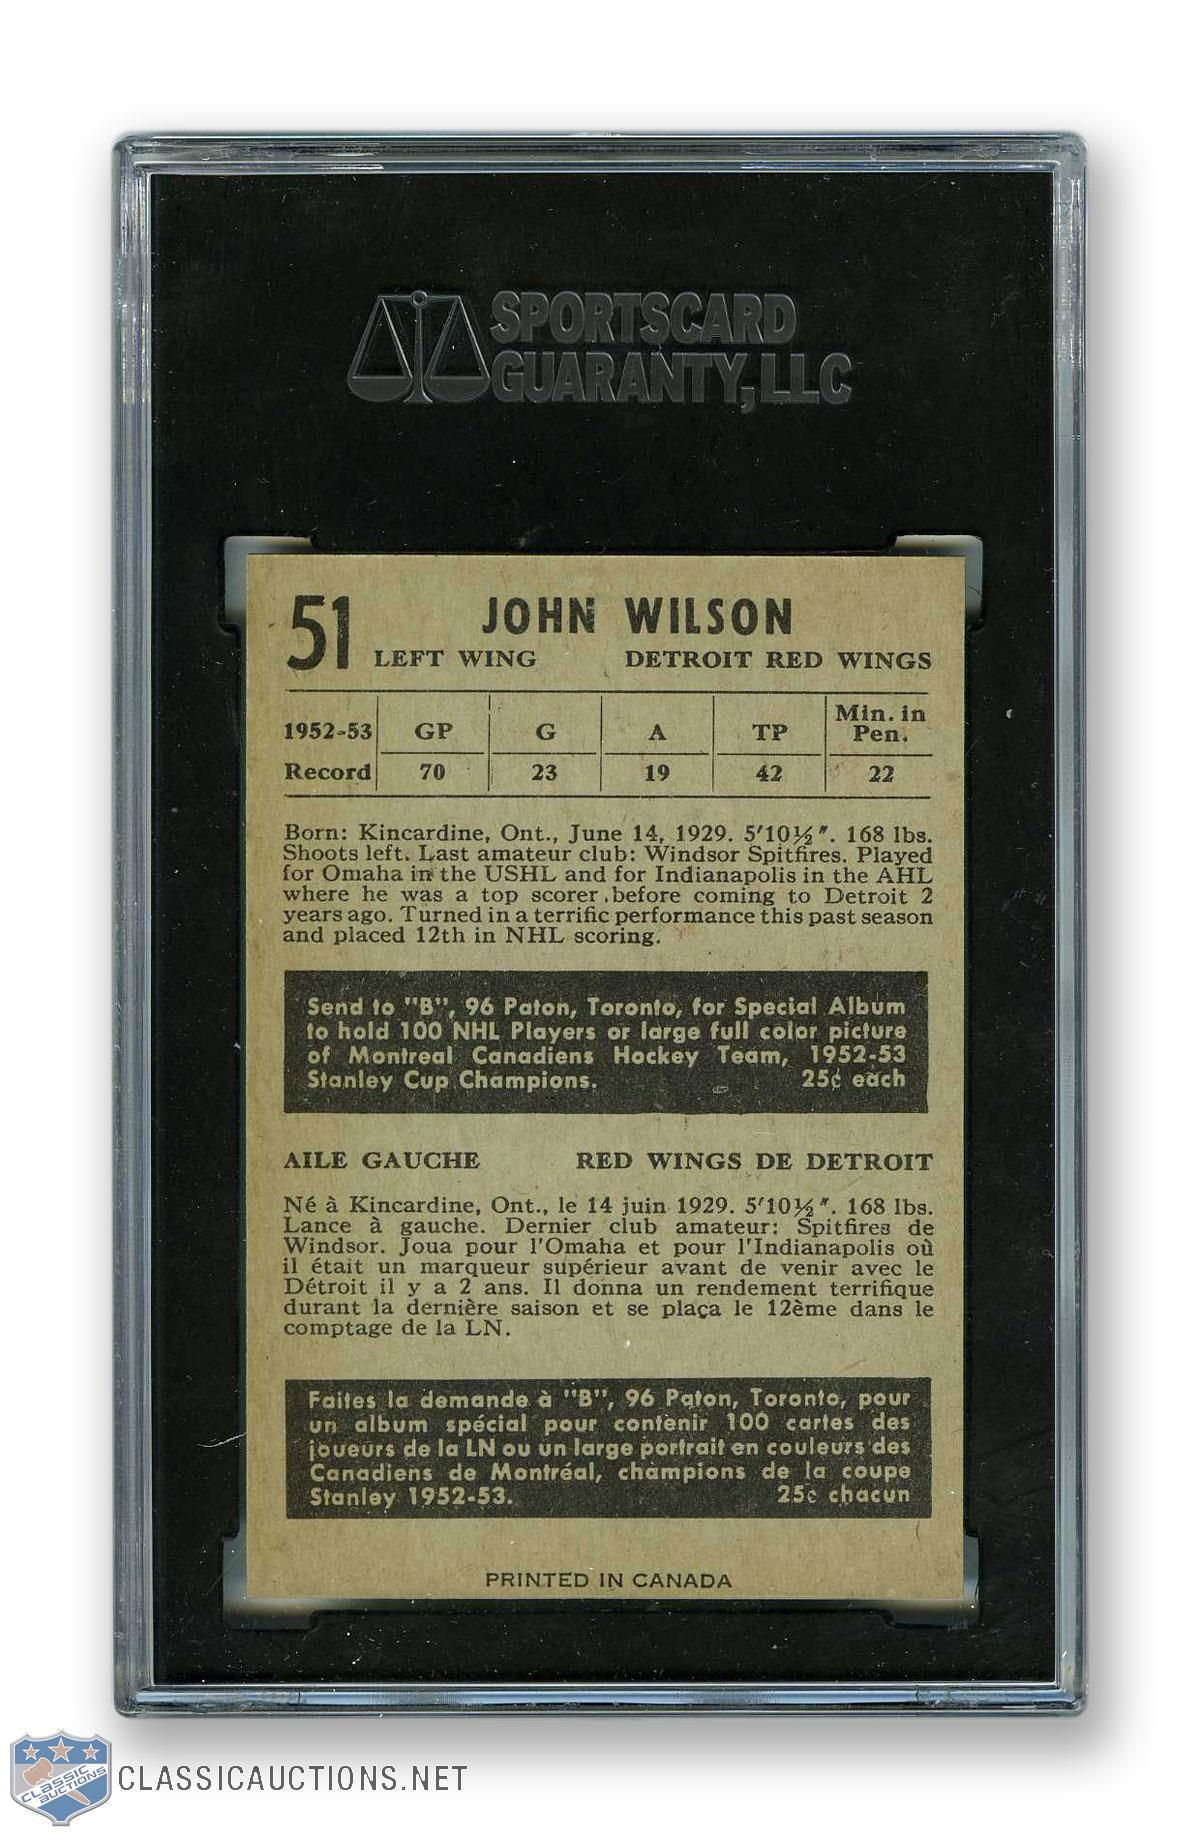 SPORTSCARD
GUARANTY, LLC
51 JOHN WILSON
LEFT WING DETROIT RED WINGS
1952-53 GP G A TP Min. in Pen.
Record 70 23 19 42 22
Born: Kincardine, Ont., June 14, 1929. 5'10½". 168 lbs.
Shoots left. Last amateur club: Windsor Spitfires. Played
for Omaha in the USHL and for Indianapolis in the AHL
where he was a top scorer before coming to Detroit 2
years ago. Turned in a terrific performance this past season
and placed 12th in NHL scoring.
Send to "B", 96 Paton, Toronto, for Special Album
to hold 100 NHL Players or large full color picture
of Montreal Canadiens Hockey Team, 1952-53
Stanley Cup Champions. 25¢ each
AILE GAUCHE RED WINGS DE DETROIT
Né à Kincardine, Ont., le 14 juin 1929. 5'10½". 168 lbs.
Lance à gauche. Dernier club amateur: Spitfires de
Windsor. Joua pour l'Omaha et pour l'Indianapolis où
il était un marqueur supérieur avant de venir avec le
Détroit il y a 2 ans. Il donna un rendement terrifique
durant la dernière saison et se plaça le 12ème dans le
comptage de la LN.
Faites la demande à "B", 96 Paton, Toronto, pour
un album spécial pour contenir 100 cartes des
joueurs de la LN ou un large portrait en couleurs des
Canadiens de Montréal, champions de la coupe
Stanley 1952-53. 25¢ chacun
PRINTED IN CANADA
CLASSIC
AUCTIONS
CLASSICAUCTIONS.NET